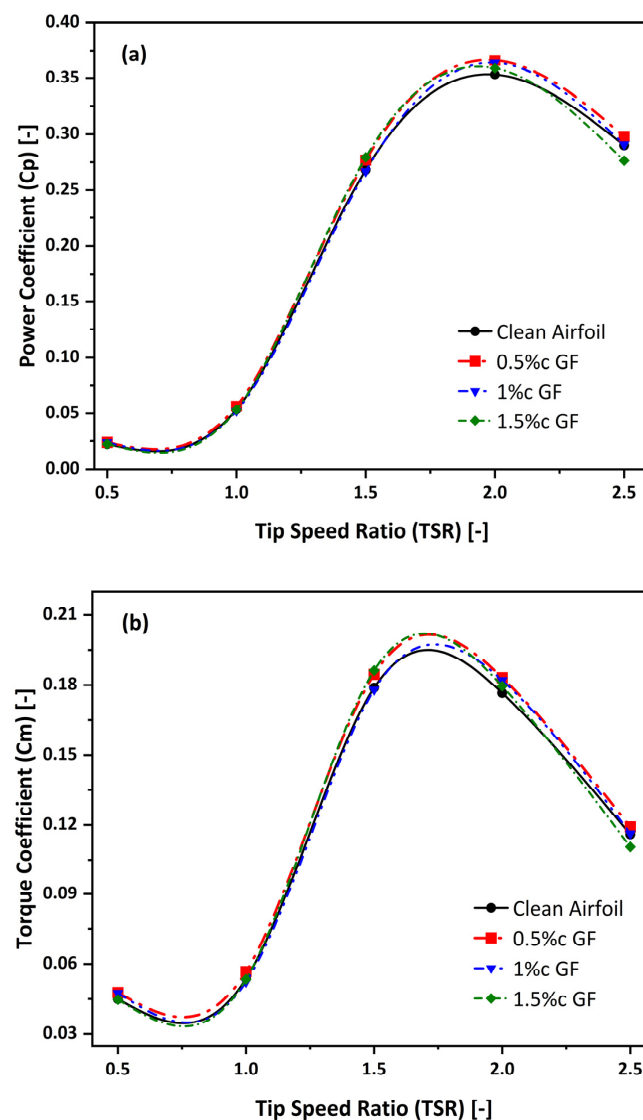 0.40
(a)
0.35
0.30
0.25
0.20
0.15
0.10
0.05
0.00
Power Coefficient (Cp) [-]
Clean Airfoil
0.5%c GF
1%c GF
1.5%c GF
0.5 1.0 1.5 2.0 2.5
Tip Speed Ratio (TSR) [-]
0.21
(b)
0.18
0.15
0.12
0.09
0.06
0.03
Torque Coefficient (Cm) [-]
Clean Airfoil
0.5%c GF
1%c GF
1.5%c GF
0.5 1.0 1.5 2.0 2.5
Tip Speed Ratio (TSR) [-]